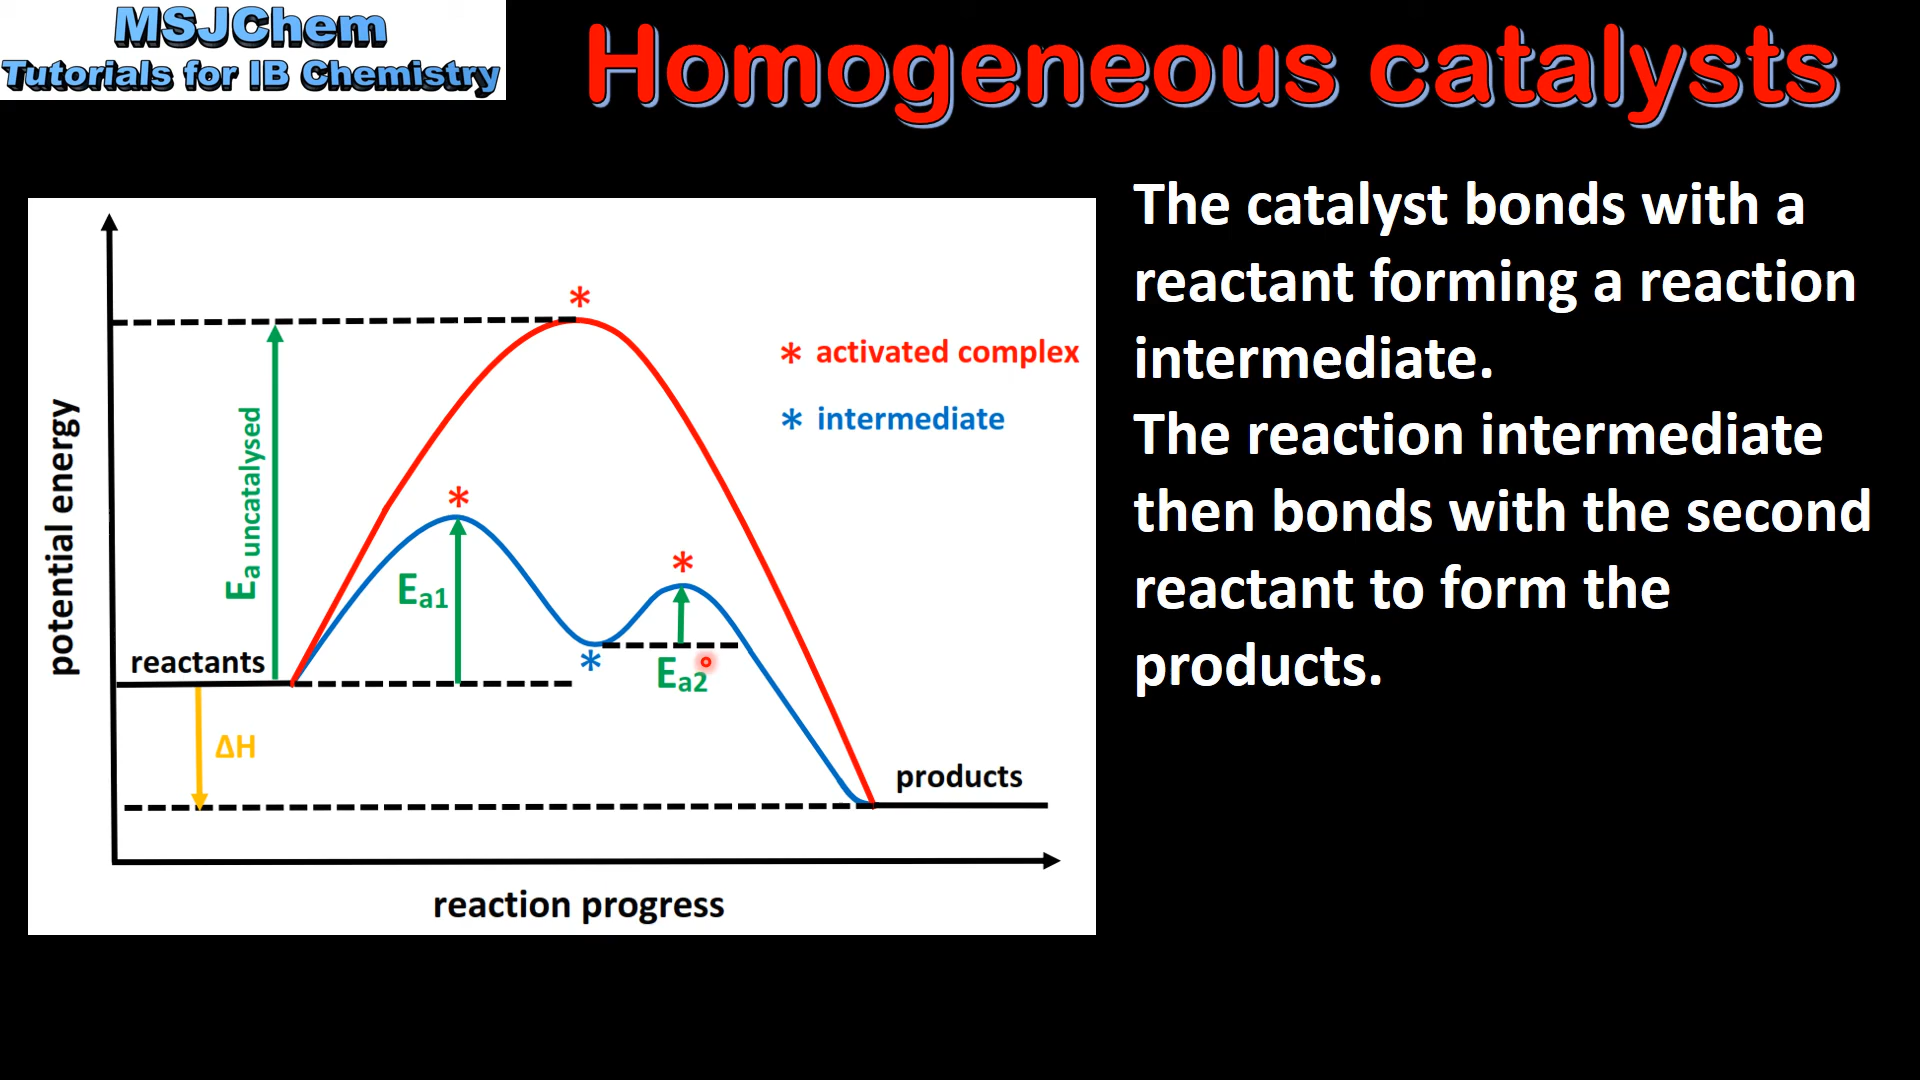 MSJChem
Tutorials for IB Chemistry
Homogeneous catalysts
potential energy
Ea uncatalysed
* activated complex
* intermediate
Ea1
Ea2
reactants
ΔH
products
reaction progress
The catalyst bonds with a
reactant forming a reaction
intermediate.
The reaction intermediate
then bonds with the second
reactant to form the
products.